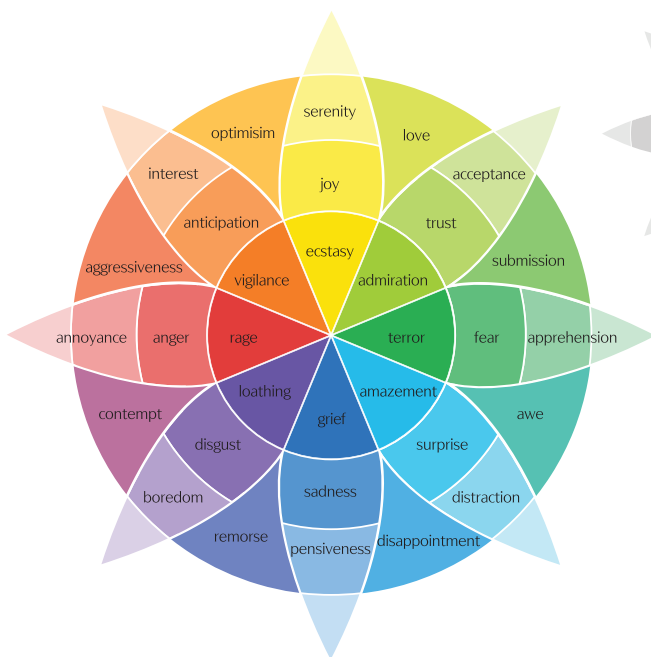 serenity
optimisim
love
interest
acceptance
joy
anticipation
trust
ecstasy
submission
aggressiveness
vigilance
admiration
annoyance
anger
rage
terror
fear
apprehension
loathing
amazement
contempt
grief
awe
disgust
surprise
boredom
sadness
distraction
remorse
disappointment
pensiveness